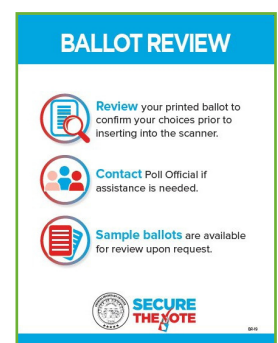 BALLOT REVIEW
Review your printed ballot to
confirm your choices prior to
inserting into the scanner.
Contact Poll Official if
assistance is needed.
Sample ballots are available
for review upon request.
SECURE
THE VOTE